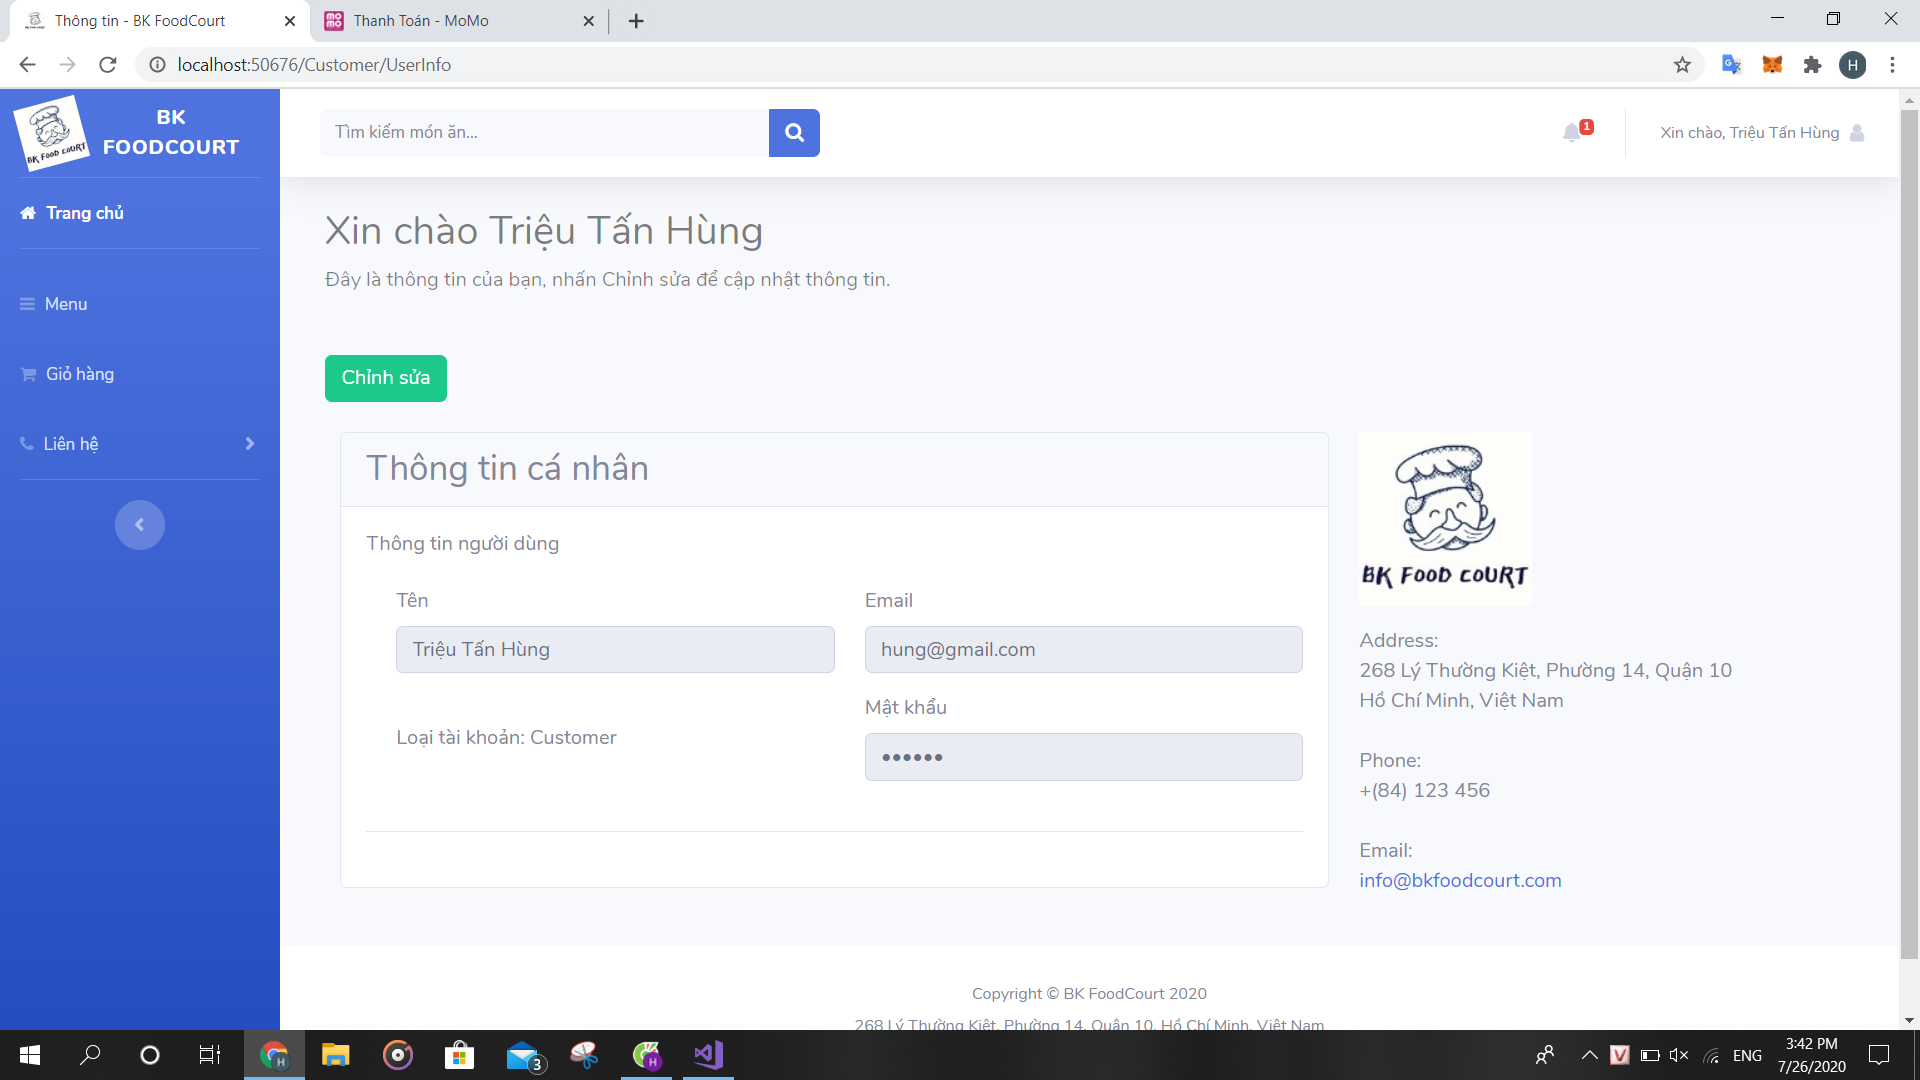 Thông tin - BK FoodCourt
Thanh Toán - MoMo
localhost:50676/Customer/UserInfo
H
BK FOOD COURT
BK
FOODCOURT
Tìm kiếm món ăn...
1
Xin chào, Triệu Tấn Hùng
Trang chủ
Menu
Giỏ hàng
Liên hệ
Xin chào Triệu Tấn Hùng
Đây là thông tin của bạn, nhấn Chỉnh sửa để cập nhật thông tin.
Chỉnh sửa
Thông tin cá nhân
Thông tin người dùng
Tên
Email
Triệu Tấn Hùng
hung@gmail.com
Mật khẩu
Loại tài khoản: Customer
••••••
BK FOOD COURT
Address:
268 Lý Thường Kiệt, Phường 14, Quận 10
Hồ Chí Minh, Việt Nam
Phone:
+(84) 123 456
Email:
info@bkfoodcourt.com
Copyright © BK FoodCourt 2020
268 Lý Thường Kiệt, Phường 14, Quận 10, Hồ Chí Minh, Việt Nam
H
3
H
V
ENG
3:42 PM
7/26/2020